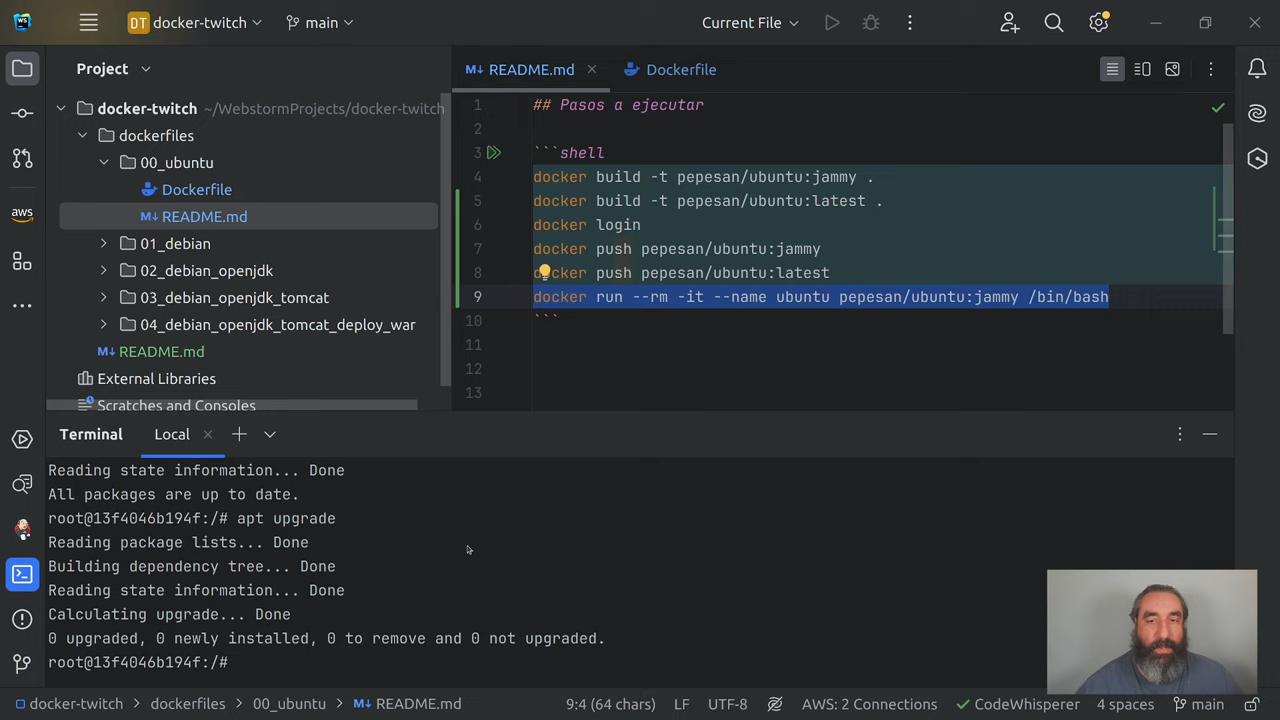 WS
DT docker-twitch
main
Current File
Project
README.md
Dockerfile
docker-twitch ~/WebstormProjects/docker-twitch
dockerfiles
00_ubuntu
Dockerfile
README.md
01_debian
02_debian_openjdk
03_debian_openjdk_tomcat
04_debian_openjdk_tomcat_deploy_war
README.md
External Libraries
Scratches and Consoles
aws
1 ## Pasos a ejecutar
2
3 ```shell
4 docker build -t pepesan/ubuntu:jammy .
5 docker build -t pepesan/ubuntu:latest .
6 docker login
7 docker push pepesan/ubuntu:jammy
8 docker push pepesan/ubuntu:latest
9 docker run --rm -it --name ubuntu pepesan/ubuntu:jammy /bin/bash
10 ```
11
12
13
Terminal
Local
Reading state information... Done
All packages are up to date.
root@13f4046b194f:/# apt upgrade
Reading package lists... Done
Building dependency tree... Done
Reading state information... Done
Calculating upgrade... Done
0 upgraded, 0 newly installed, 0 to remove and 0 not upgraded.
root@13f4046b194f:/#
docker-twitch > dockerfiles > 00_ubuntu > README.md
9:4 (64 chars)
LF
UTF-8
AWS: 2 Connections
CodeWhisperer
4 spaces
main